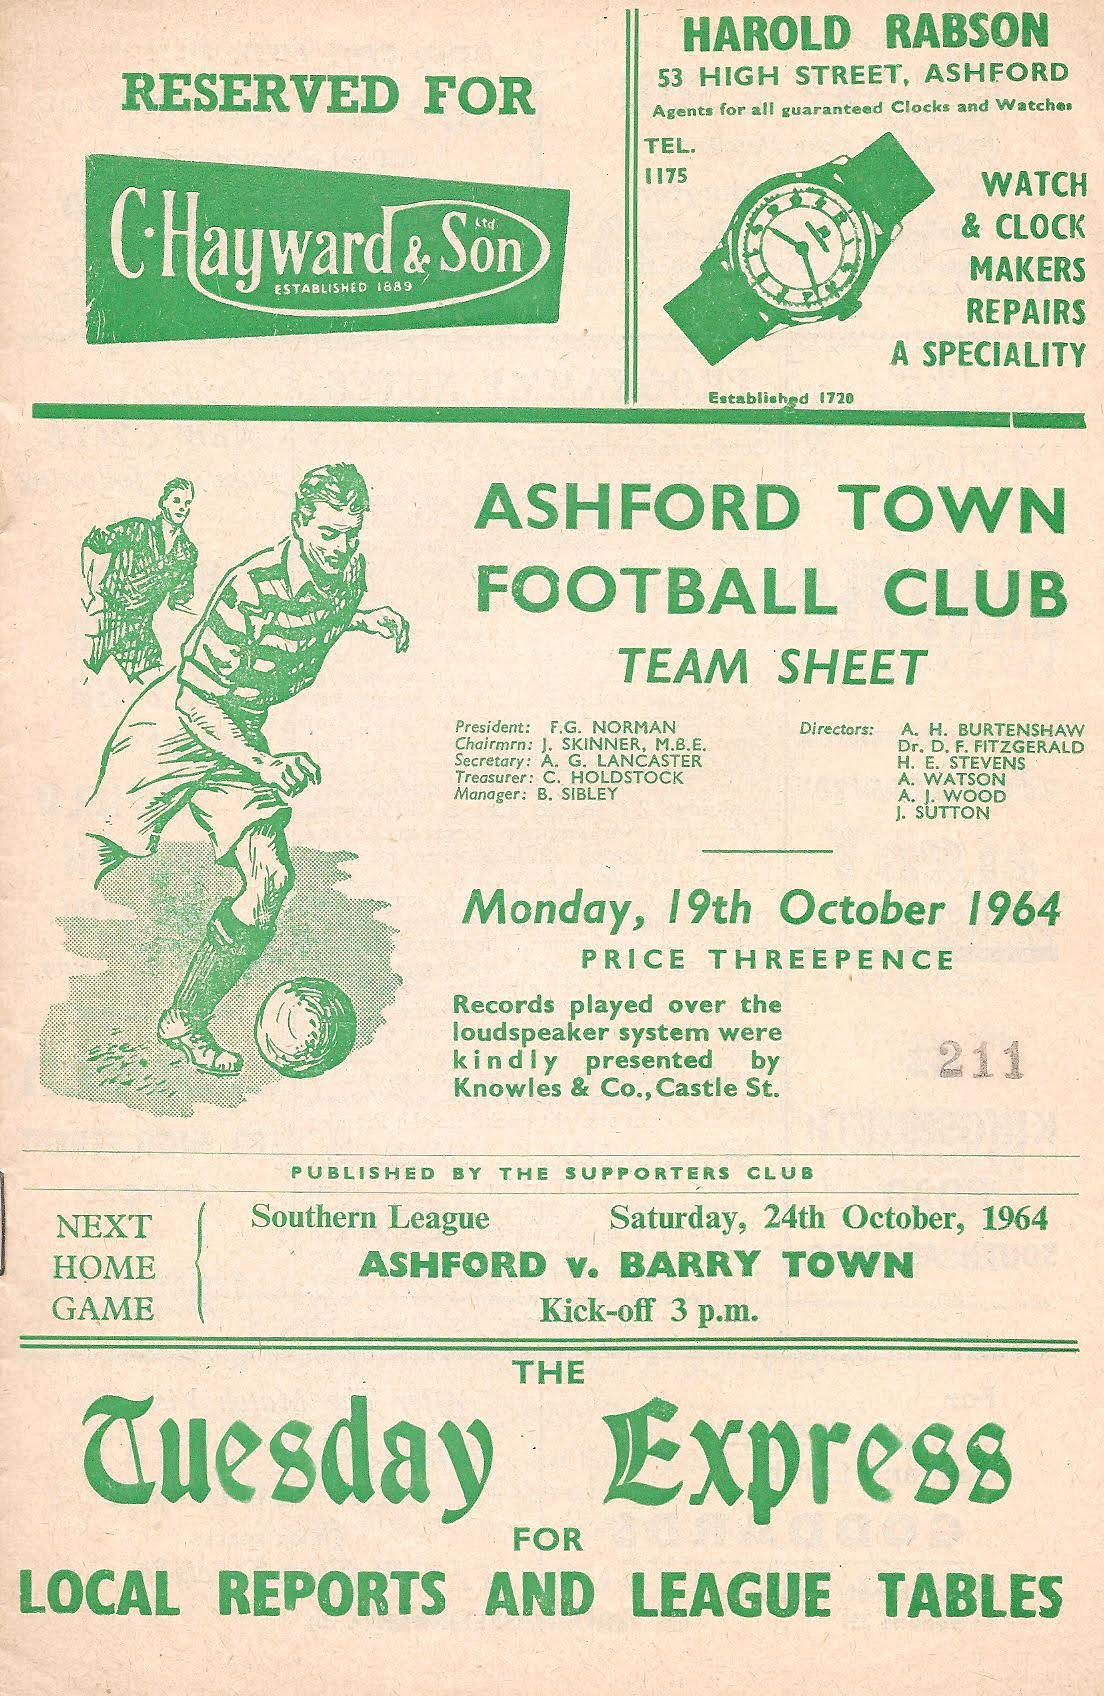 RESERVED FOR
C. Hayward & Son Ltd.
ESTABLISHED 1889
HAROLD RABSON
53 HIGH STREET, ASHFORD
Agents for all guaranteed Clocks and Watches
TEL.
1175
WATCH
& CLOCK
MAKERS
REPAIRS
A SPECIALITY
Established 1720
ASHFORD TOWN
FOOTBALL CLUB
TEAM SHEET
President: F.G. NORMAN
Chairmrn: J. SKINNER, M.B.E.
Secretary: A. G. LANCASTER
Treasurer: C. HOLDSTOCK
Manager: B. SIBLEY
Directors: A. H. BURTENSHAW
Dr. D. F. FITZGERALD
H. E. STEVENS
A. WATSON
A. J. WOOD
J. SUTTON
Monday, 19th October 1964
PRICE THREEPENCE
Records played over the
loudspeaker system were
kindly presented by
Knowles & Co., Castle St.
211
PUBLISHED BY THE SUPPORTERS CLUB
NEXT
HOME
GAME
Southern League Saturday, 24th October, 1964
ASHFORD v. BARRY TOWN
Kick-off 3 p.m.
THE
Tuesday Express
FOR
LOCAL REPORTS AND LEAGUE TABLES